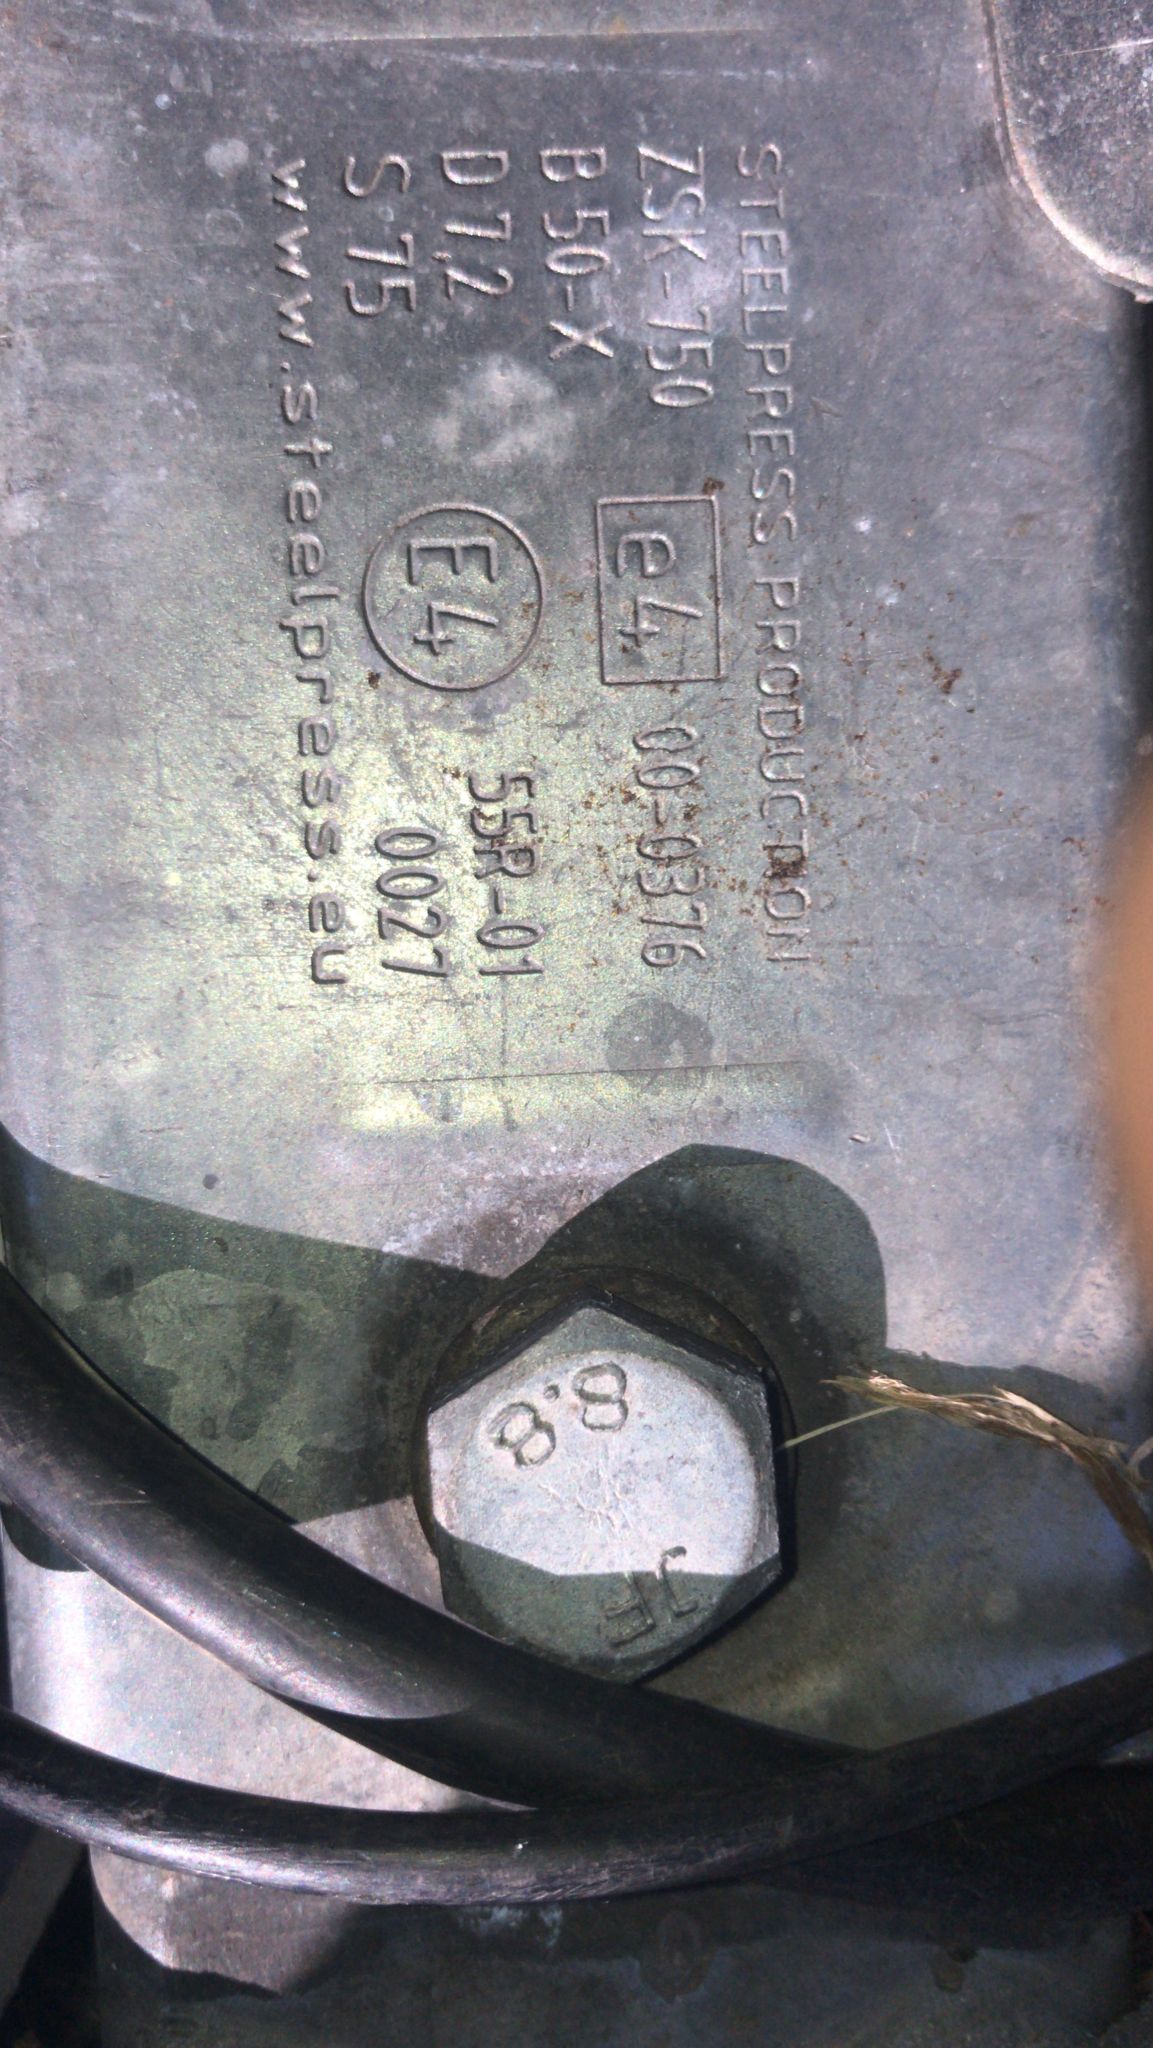 STEELPRESS PRODUCTION
ZSK-750 e4 00-0376
B 50-X
D 7,2 E4 55R-01
S 75 0027
www.steelpress.eu
8.8
JF